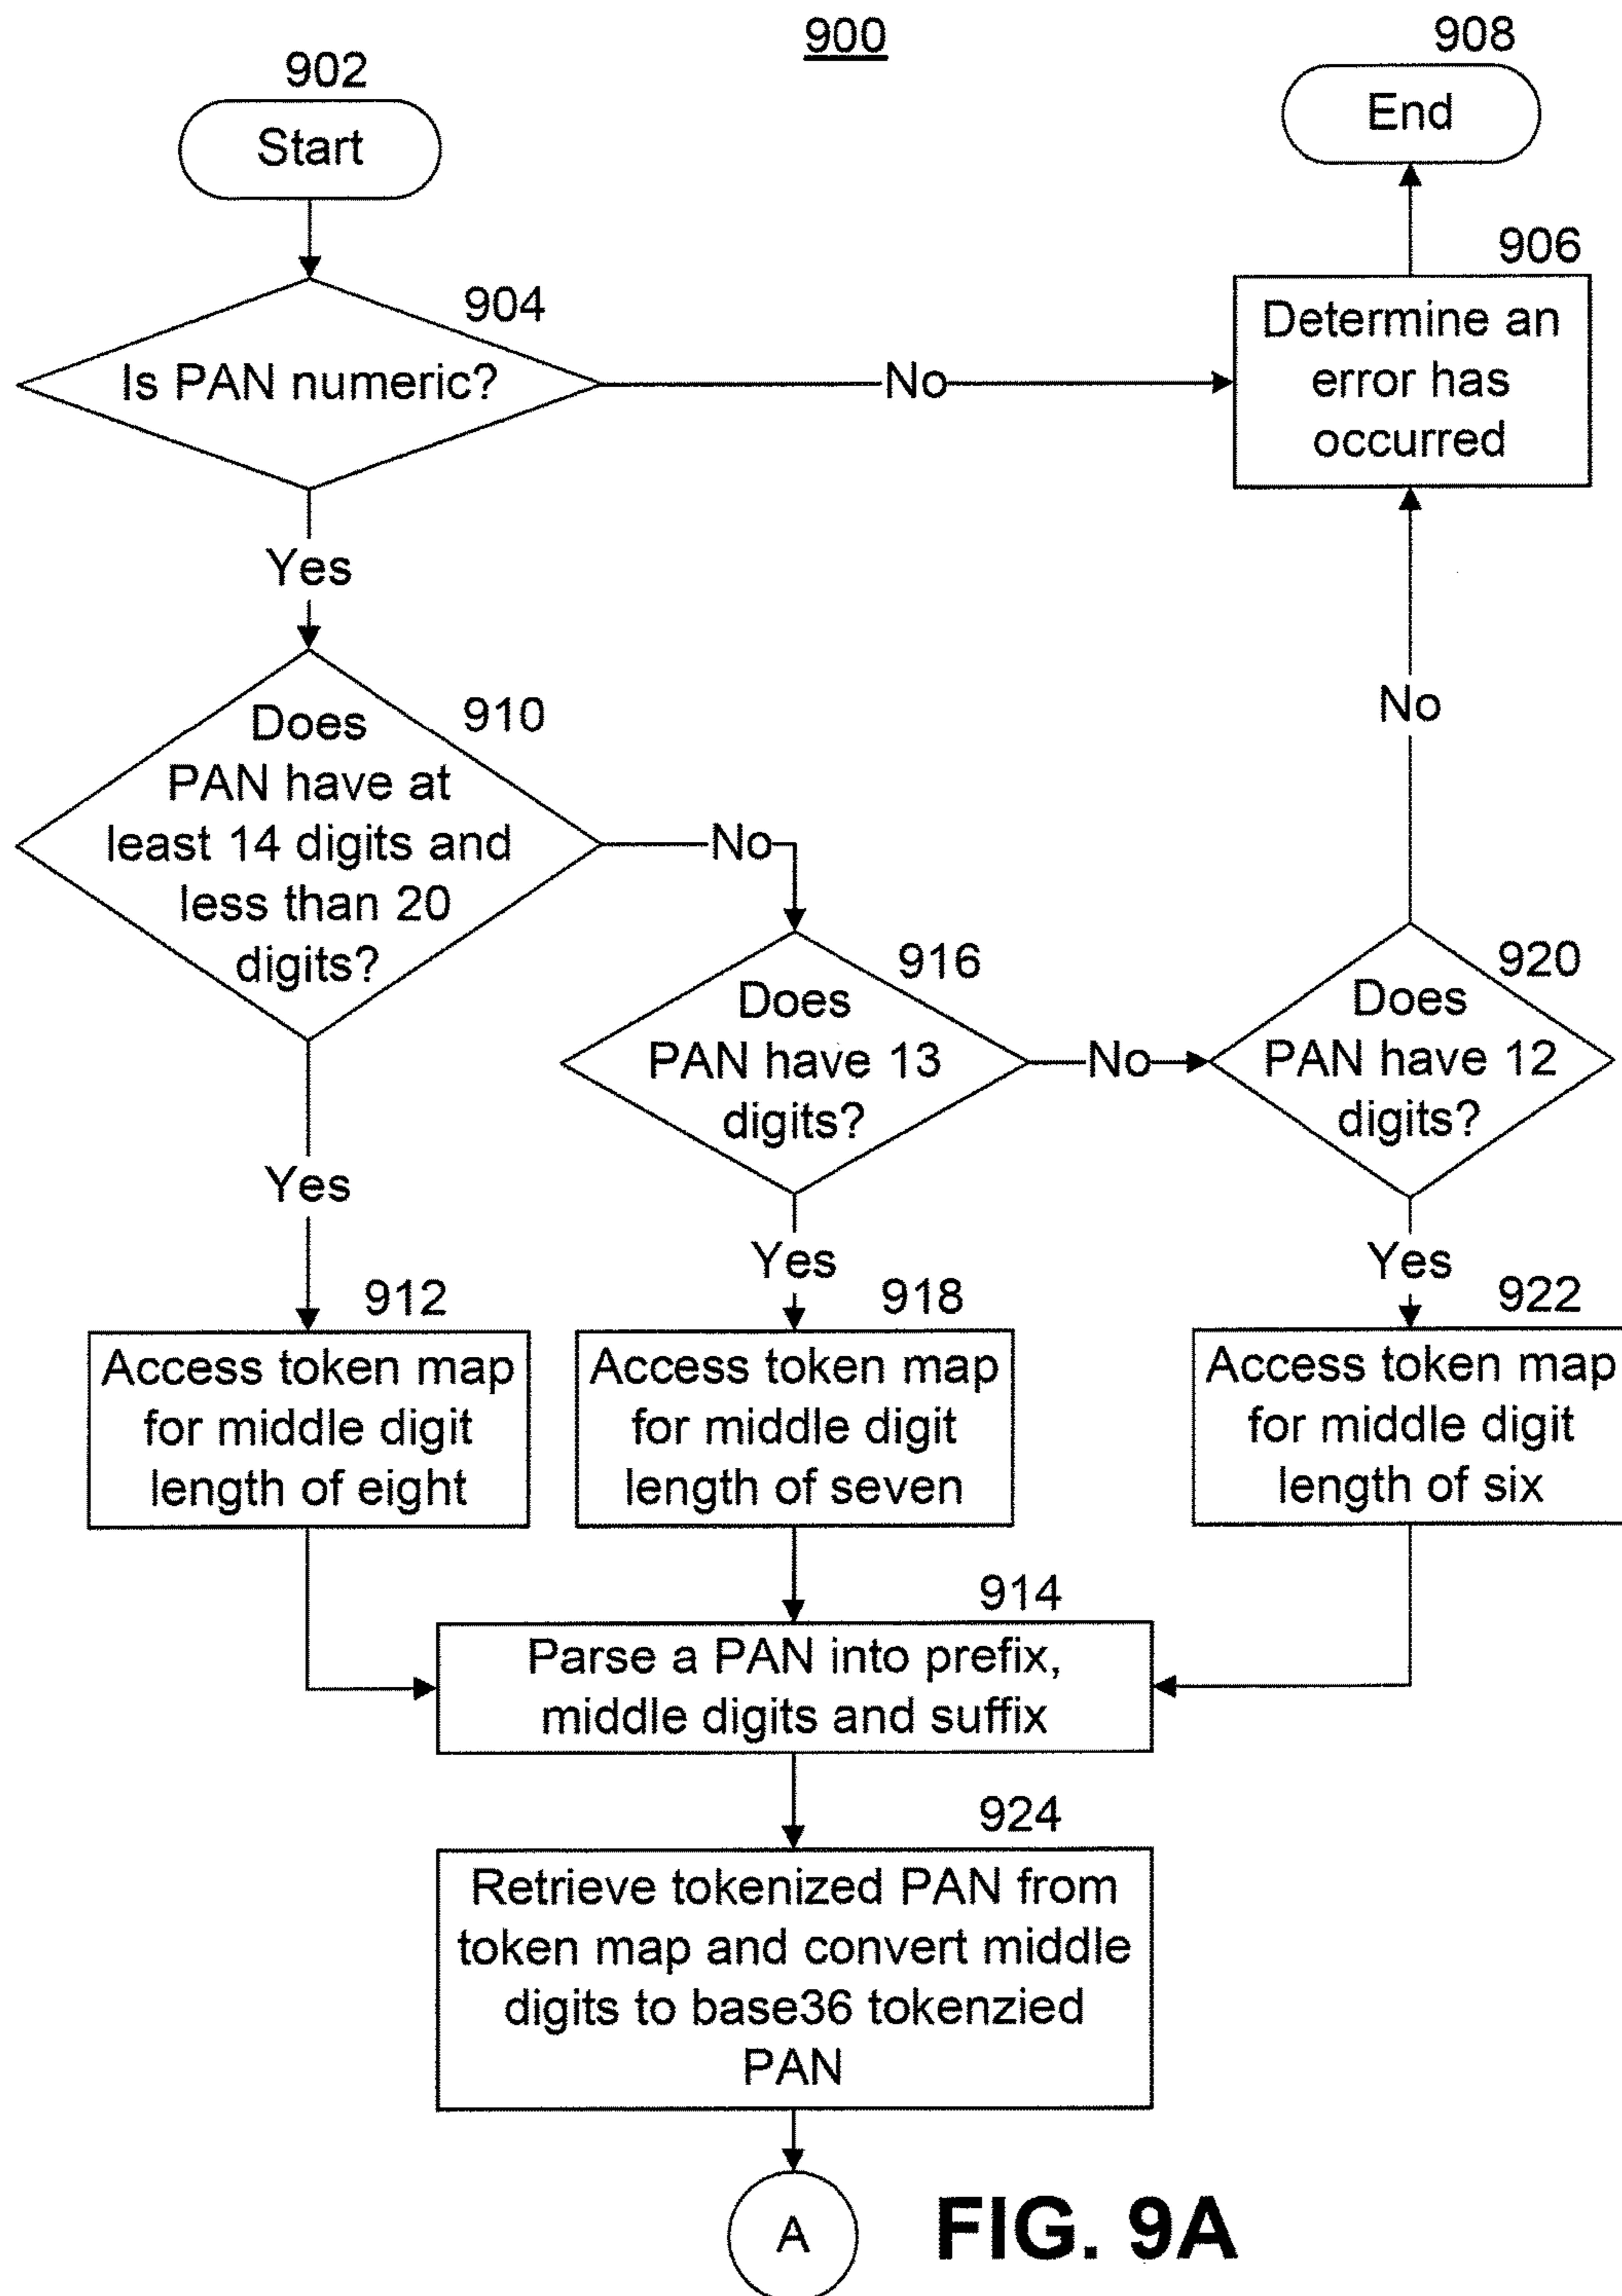 900
902
Start
908
End
904
Is PAN numeric?
No
906
Determine an
error has
occurred
Yes
910
Does
PAN have at
least 14 digits and
less than 20
digits?
No
916
Does
PAN have 13
digits?
No
920
Does
PAN have 12
digits?
No
Yes
Yes
Yes
912
Access token map
for middle digit
length of eight
918
Access token map
for middle digit
length of seven
922
Access token map
for middle digit
length of six
914
Parse a PAN into prefix,
middle digits and suffix
924
Retrieve tokenized PAN from
token map and convert middle
digits to base36 tokenzied
PAN
A
FIG. 9A